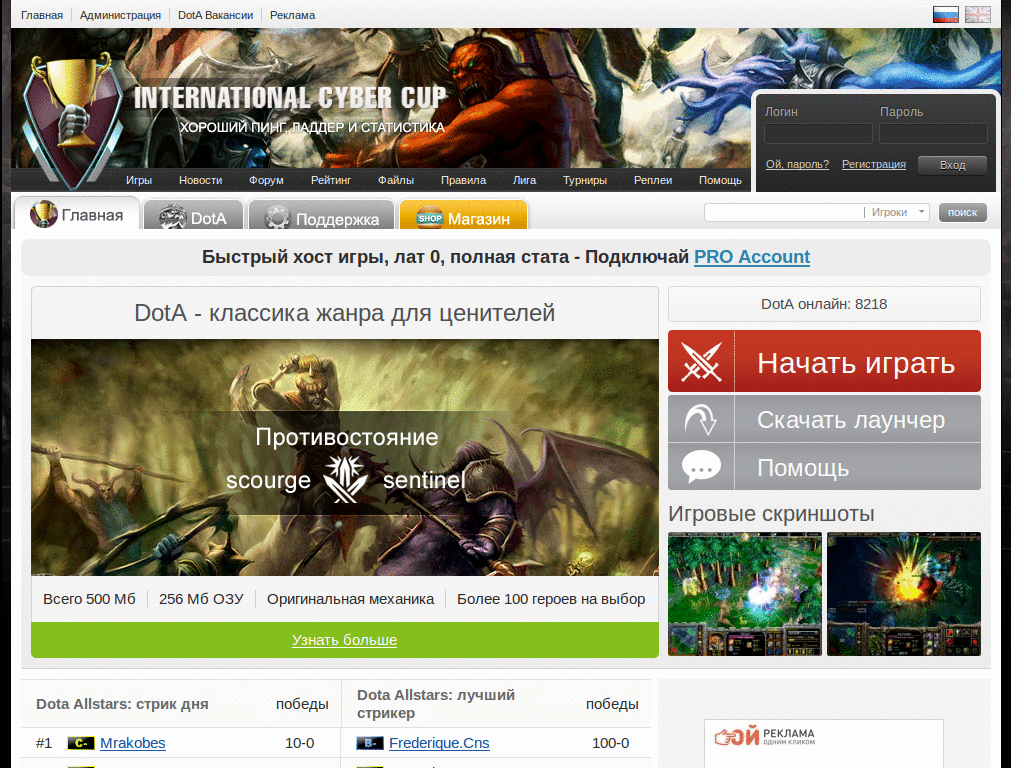 Главная Администрация DotA Вакансии Реклама
INTERNATIONAL CYBER CUP
ХОРОШИЙ ПИНГ, ЛАДДЕР И СТАТИСТИКА
Логин Пароль
Ой, пароль? Регистрация Вход
Игры Новости Форум Рейтинг Файлы Правила Лига Турниры Реплеи Помощь
Главная DotA Поддержка SHOP Магазин Игроки поиск
Быстрый хост игры, лат 0, полная стата - Подключай PRO Account
DotA - классика жанра для ценителей
Противостояние
scourge sentinel
Всего 500 Мб 256 Мб ОЗУ Оригинальная механика Более 100 героев на выбор
Узнать больше
DotA онлайн: 8218
Начать играть
Скачать лаунчер
Помощь
Игровые скриншоты
Dota Allstars: стрик дня победы
#1 C- Mrakobes 10-0
Dota Allstars: лучший
стрикер победы
B- Frederique.Cns 100-0
ОЙ РЕКЛАМА
ОДНИМ КЛИКОМ